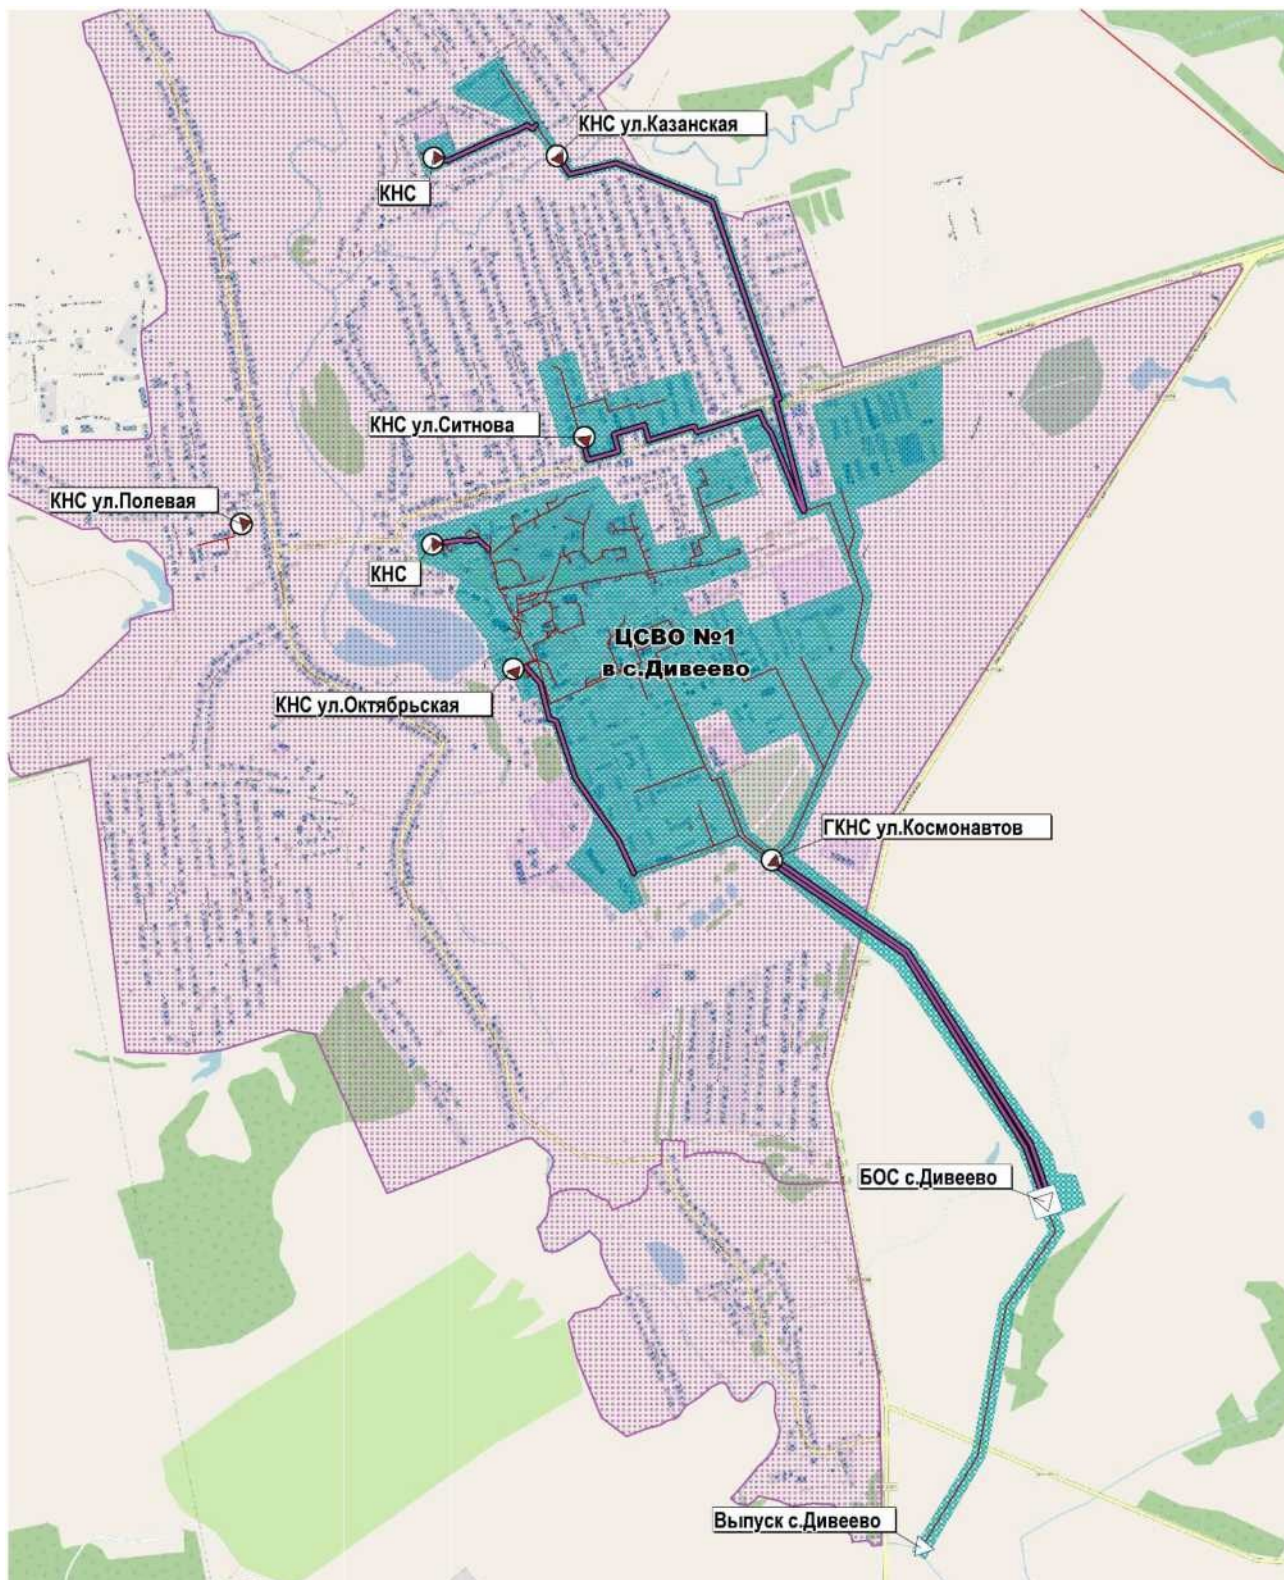 КНС ул.Казанская
КНС
КНС ул.Ситнова
КНС ул.Полевая
КНС
ЦСВО №1
в с.Дивеево
КНС ул.Октябрьская
ГКНС ул.Космонавтов
БОС с.Дивеево
Выпуск с.Дивеево